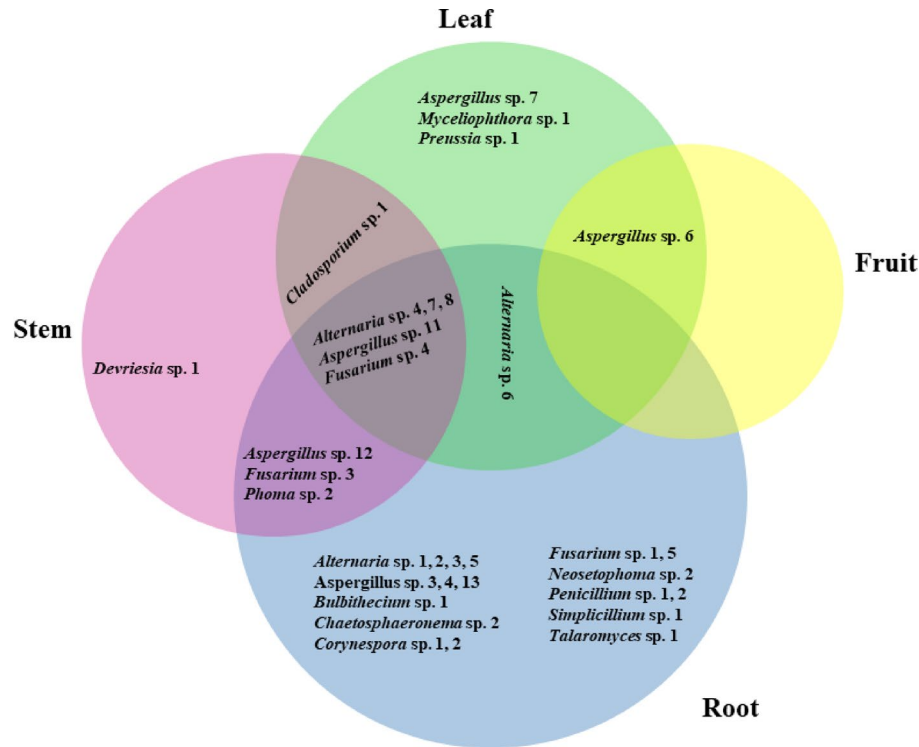 Leaf
Aspergillus sp. 7
Myceliophthora sp. 1
Preussia sp. 1
Aspergillus sp. 6
Fruit
Cladosporium sp. 1
Stem
Alternaria sp. 4, 7, 8
Aspergillus sp. 11
Fusarium sp. 4
Alternaria sp. 6
Devriesia sp. 1
Aspergillus sp. 12
Fusarium sp. 3
Phoma sp. 2
Alternaria sp. 1, 2, 3, 5
Aspergillus sp. 3, 4, 13
Bulbithecium sp. 1
Chaetosphaeronema sp. 2
Corynespora sp. 1, 2
Fusarium sp. 1, 5
Neosetophoma sp. 2
Penicillium sp. 1, 2
Simplicillium sp. 1
Talaromyces sp. 1
Root